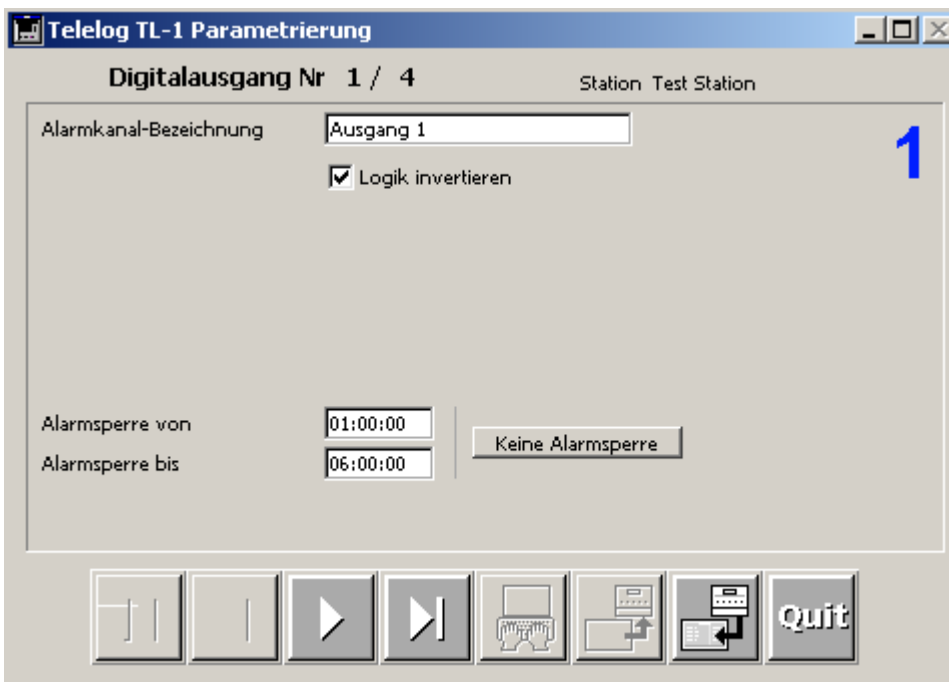 Telelog TL-1 Parametrierung
Digitalausgang Nr 1 / 4 Station Test Station
Alarmkanal-Bezeichnung Ausgang 1
1
Logik invertieren
Alarmsperre von 01:00:00
Keine Alarmsperre
Alarmsperre bis 06:00:00
Quit